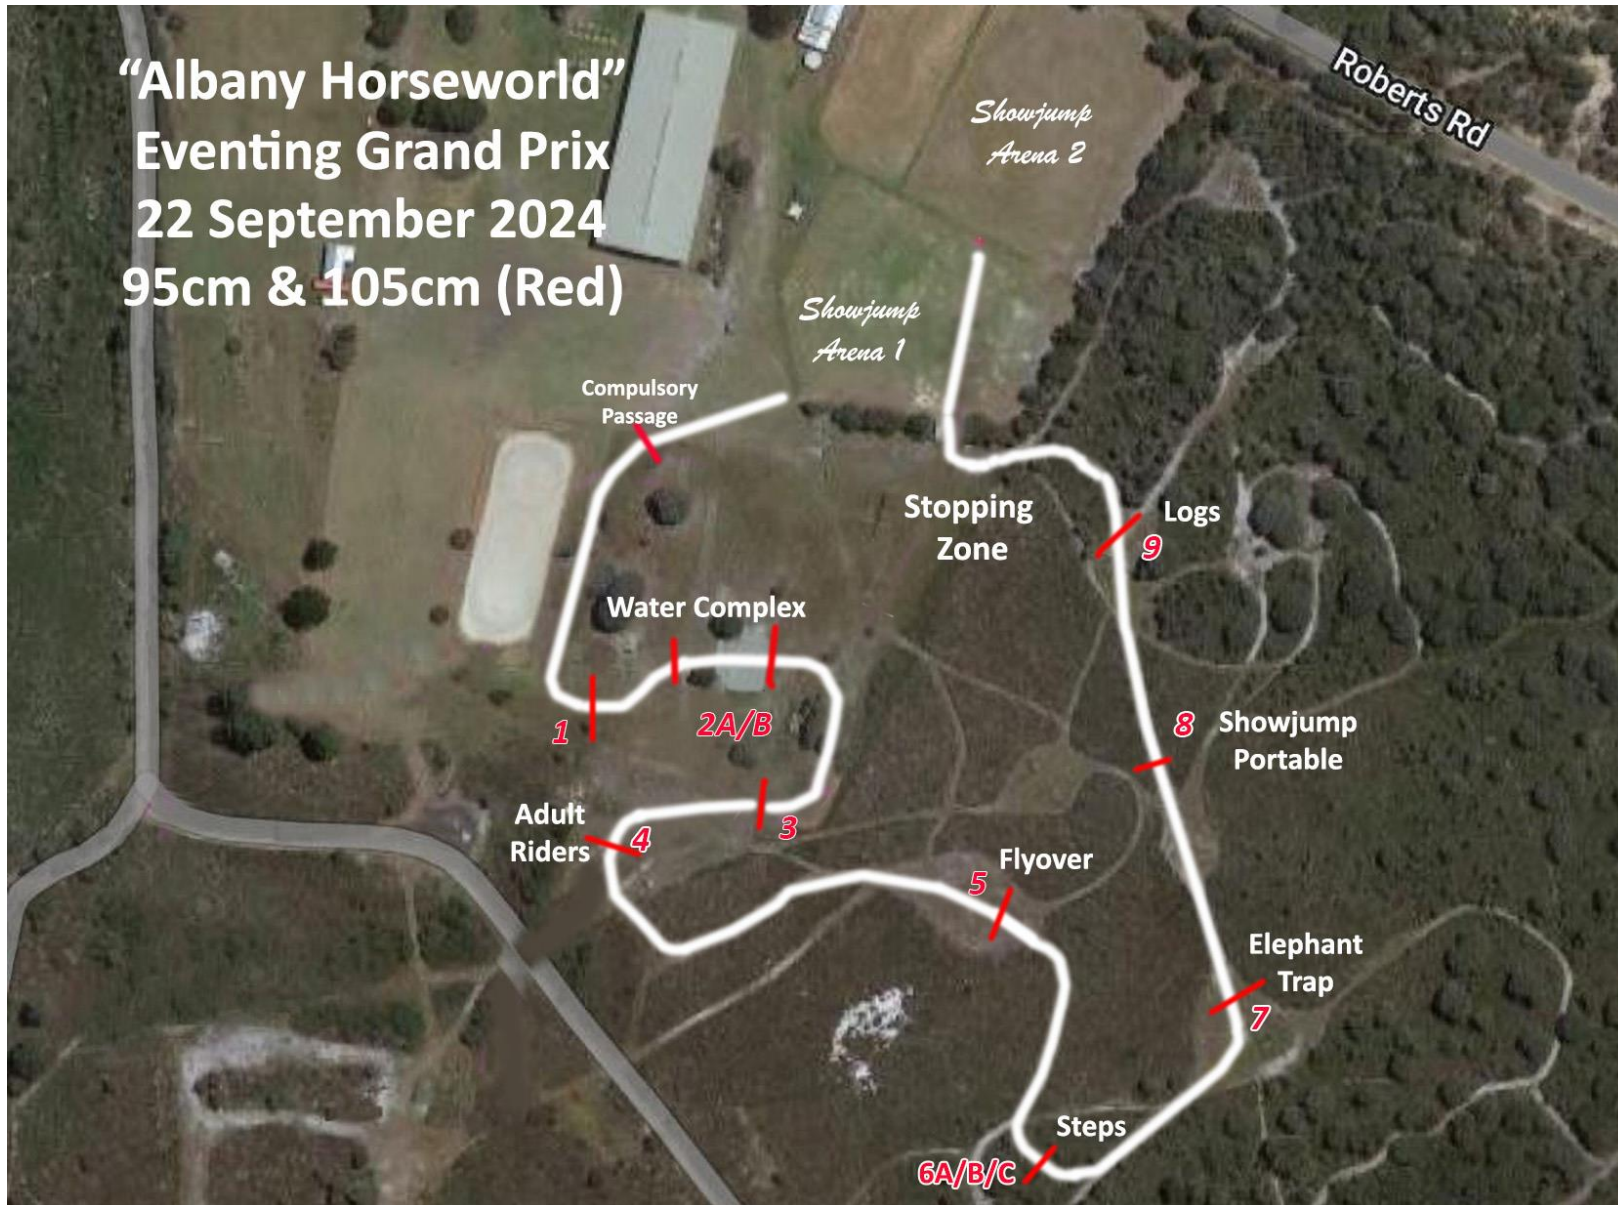 “Albany Horseworld”
Eventing Grand Prix
22 September 2024
95cm & 105cm (Red)
Roberts Rd
Showjump
Arena 2
Showjump
Arena 1
Compulsory
Passage
Stopping
Zone
Logs
9
Water Complex
1
2A/B
8
Showjump
Portable
Adult
Riders
4
3
Flyover
5
Elephant
Trap
7
Steps
6A/B/C